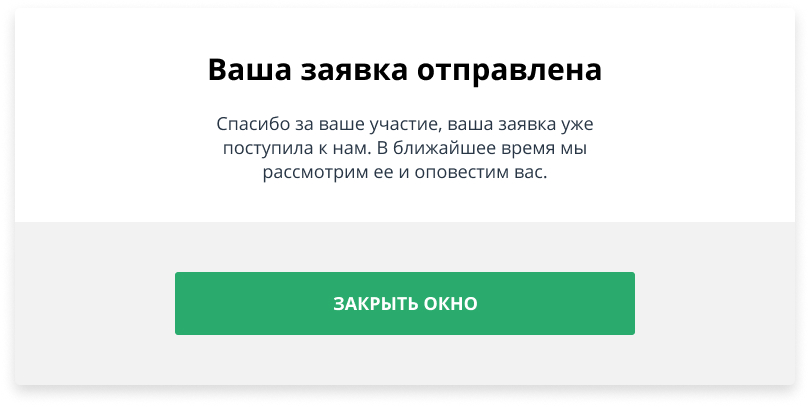 Ваша заявка отправлена
Спасибо за ваше участие, ваша заявка уже
поступила к нам. В ближайшее время мы
рассмотрим ее и оповестим вас.
ЗАКРЫТЬ ОКНО